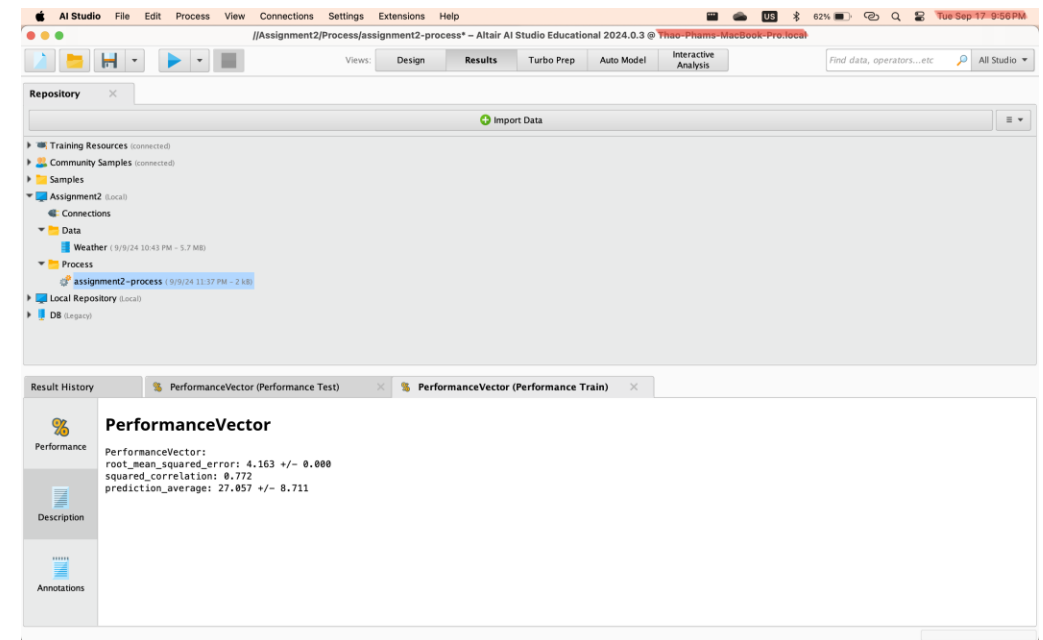 AI Studio File Edit Process View Connections Settings Extensions Help US 62% Tue Sep 17 9:56 PM
//Assignment2/Process/assignment2-process* – Altair AI Studio Educational 2024.0.3 @ Thao-Phams-MacBook-Pro.local
Views: Design Results Turbo Prep Auto Model Interactive Analysis Find data, operators...etc All Studio
Repository
Import Data
Training Resources (connected)
Community Samples (connected)
Samples
Assignment2 (Local)
Connections
Data
Weather ( 9/9/24 10:43 PM – 5.7 MB)
Process
assignment2-process ( 9/9/24 11:37 PM – 2 kB)
Local Repository (Local)
DB (Legacy)
Result History PerformanceVector (Performance Test) PerformanceVector (Performance Train)
PerformanceVector
Performance
PerformanceVector:
root_mean_squared_error: 4.163 +/- 0.000
squared_correlation: 0.772
prediction_average: 27.057 +/- 8.711
Description
Annotations